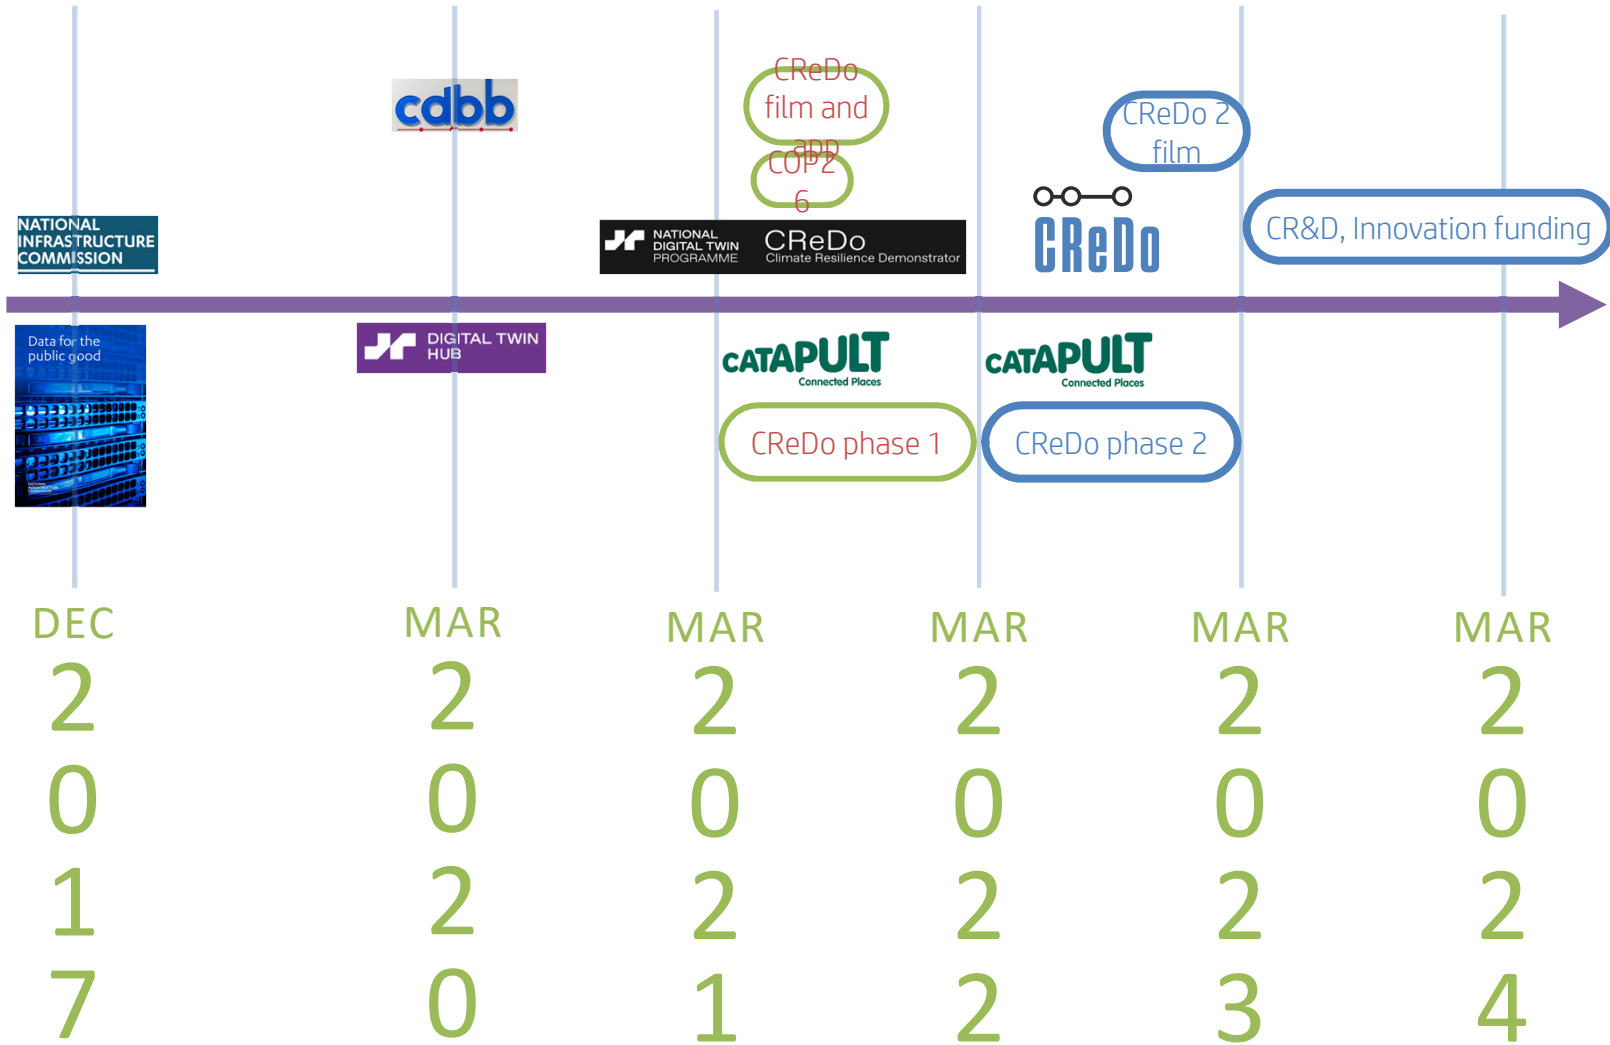 cdbb
CReDo
film and
app
COP2
6
CReDo 2
film
NATIONAL
INFRASTRUCTURE
COMMISSION
NATIONAL
DIGITAL TWIN
PROGRAMME
CReDo
Climate Resilience Demonstrator
CReDo
CR&D, Innovation funding
Data for the
public good
DIGITAL TWIN
HUB
CATAPULT
Connected Places
CATAPULT
Connected Places
CReDo phase 1
CReDo phase 2
NATIONAL
INFRASTRUCTURE
COMMISSION
DEC
2
0
1
7
MAR
2
0
2
0
MAR
2
0
2
1
MAR
2
0
2
2
MAR
2
0
2
3
MAR
2
0
2
4